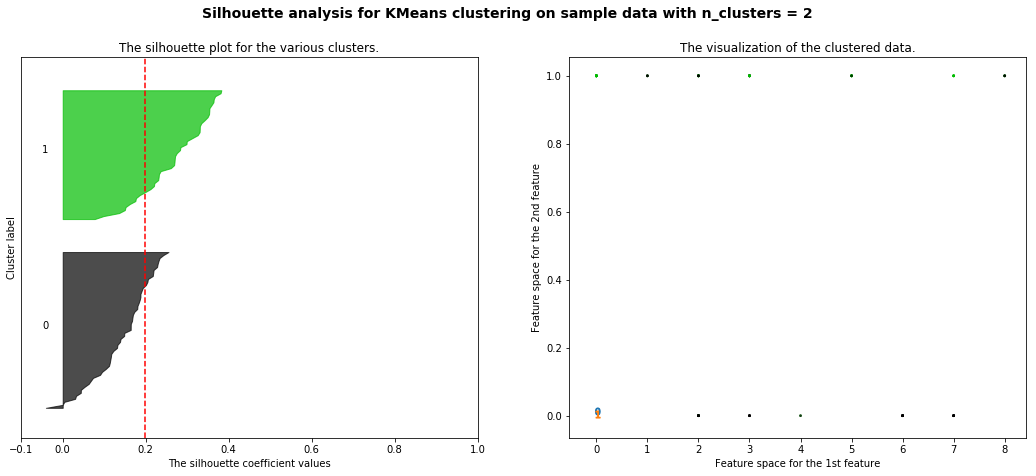 Silhouette analysis for KMeans clustering on sample data with n_clusters = 2
The silhouette plot for the various clusters.
Cluster label
1
0
−0.1 0.0 0.2 0.4 0.6 0.8 1.0
The silhouette coefficient values
The visualization of the clustered data.
Feature space for the 2nd feature
1.0
0.8
0.6
0.4
0.2
0.0
0
1
0 1 2 3 4 5 6 7 8
Feature space for the 1st feature